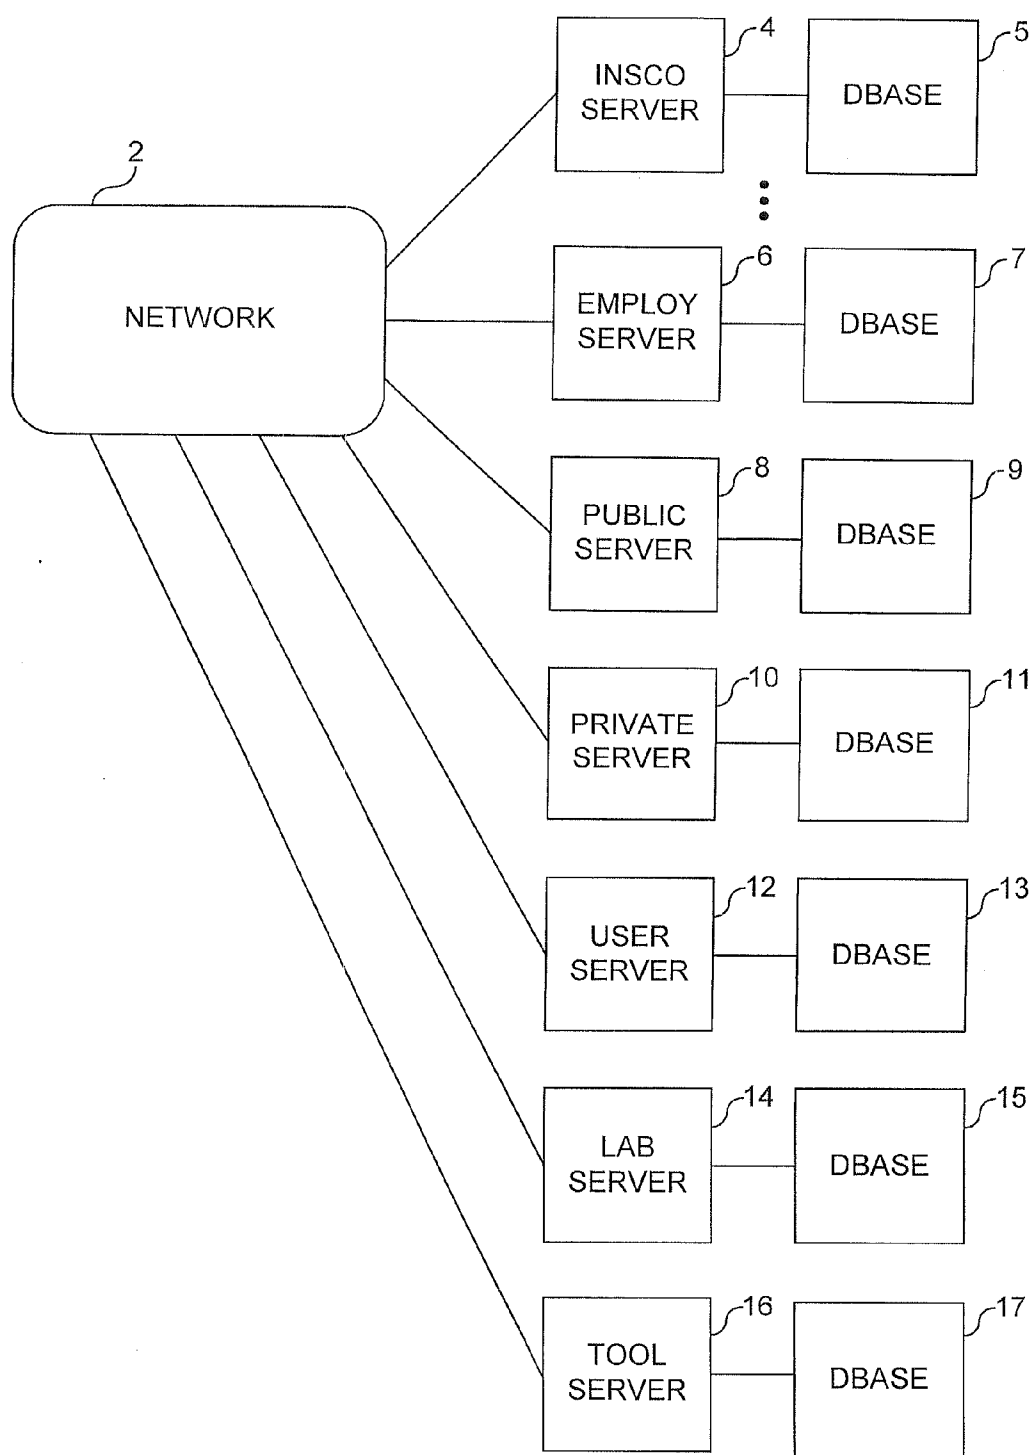 4
5
INSCO
SERVER
DBASE
2
NETWORK
6
7
EMPLOY
SERVER
DBASE
8
9
PUBLIC
SERVER
DBASE
10
11
PRIVATE
SERVER
DBASE
12
13
USER
SERVER
DBASE
14
15
LAB
SERVER
DBASE
16
17
TOOL
SERVER
DBASE